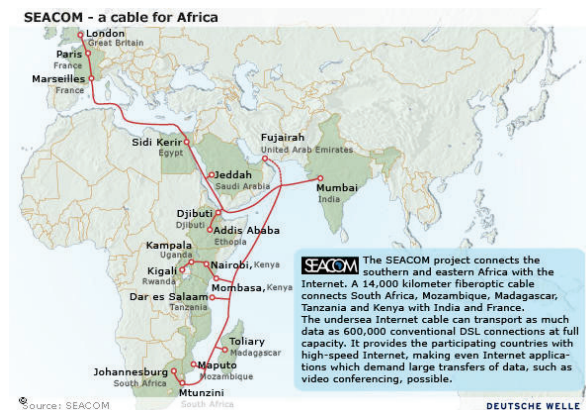 SEACOM - a cable for Africa
London
Great Britain
Paris
France
Marseilles
France
Sidi Kerir
Egypt
Fujairah
United Arab Emirates
Jeddah
Saudi Arabia
Mumbai
India
Djibuti
Addis Ababa
Ethopia
Kampala
Uganda
Nairobi, Kenya
Kigali
Rwanda
Mombasa, Kenya
Dar es Salaam
Tanzania
Toliary
Madagascar
Maputo
Mozambique
Johannesburg
South Africa
Mtunzini
South Africa
SEACOM The SEACOM project connects the
southern and eastern Africa with the
Internet. A 14,000 kilometer fiberoptic cable
connects South Africa, Mozambique, Madagascar,
Tanzania and Kenya with India and France.
The undersea Internet cable can transport as much
data as 600,000 conventional DSL connections at full
capacity. It provides the participating countries with
high-speed Internet, making even Internet applica-
tions which demand large transfers of data, such as
video conferencing, possible.
© Source: SEACOM
DEUTSCHE WELLE